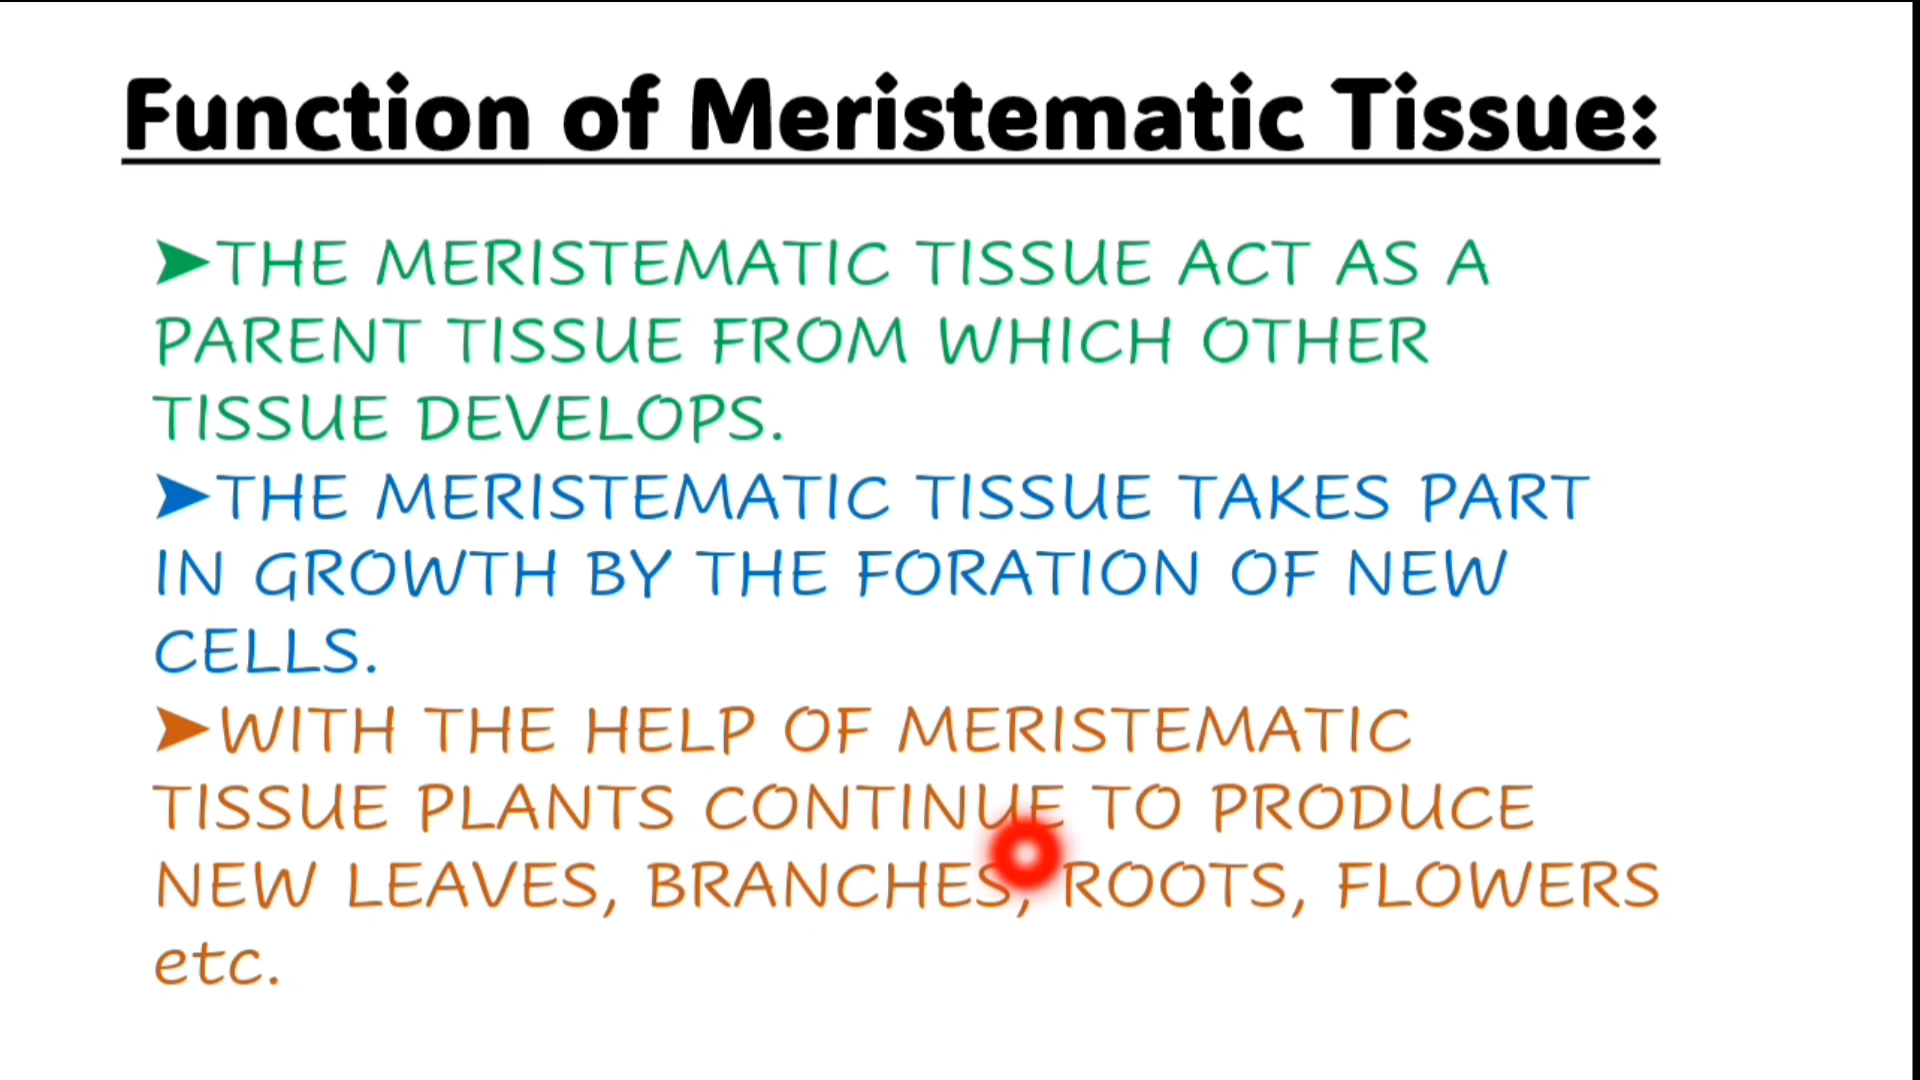 Function of Meristematic Tissue:
➤THE MERISTEMATIC TISSUE ACT AS A
PARENT TISSUE FROM WHICH OTHER
TISSUE DEVELOPS.
➤THE MERISTEMATIC TISSUE TAKES PART
IN GROWTH BY THE FORATION OF NEW
CELLS.
➤WITH THE HELP OF MERISTEMATIC
TISSUE PLANTS CONTINUE TO PRODUCE
NEW LEAVES, BRANCHES, ROOTS, FLOWERS
etc.